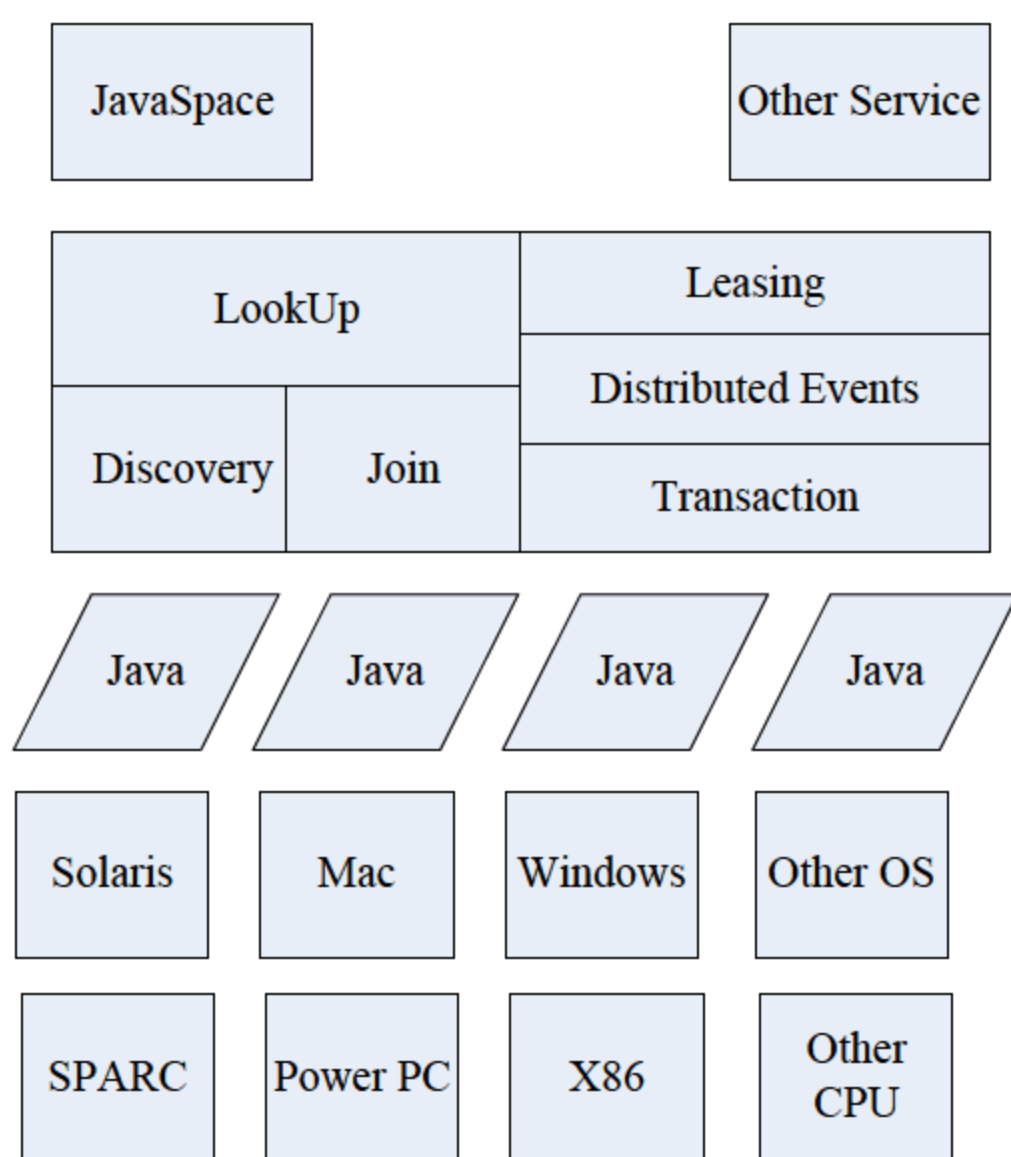 JavaSpace
Other Service
LookUp
Leasing
Distributed Events
Discovery
Join
Transaction
Java
Java
Java
Java
Solaris
Mac
Windows
Other OS
SPARC
Power PC
X86
Other
CPU